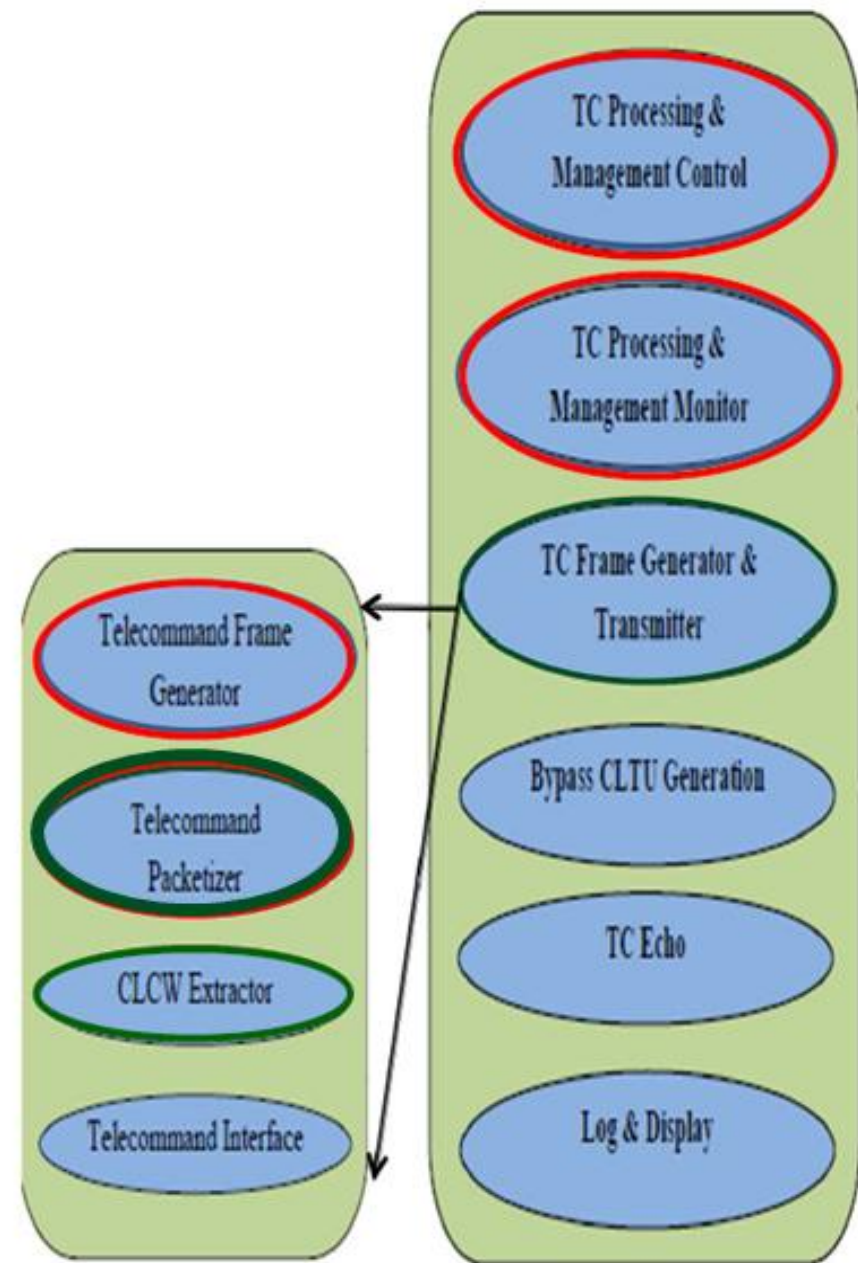 TC Processing &
Management Control
TC Processing &
Management Monitor
TC Frame Generator &
Transmitter
Bypass CLTU Generation
TC Echo
Log & Display
Telecommand Frame
Generator
Telecommand
Packetizer
CLCW Extractor
Telecommand Interface